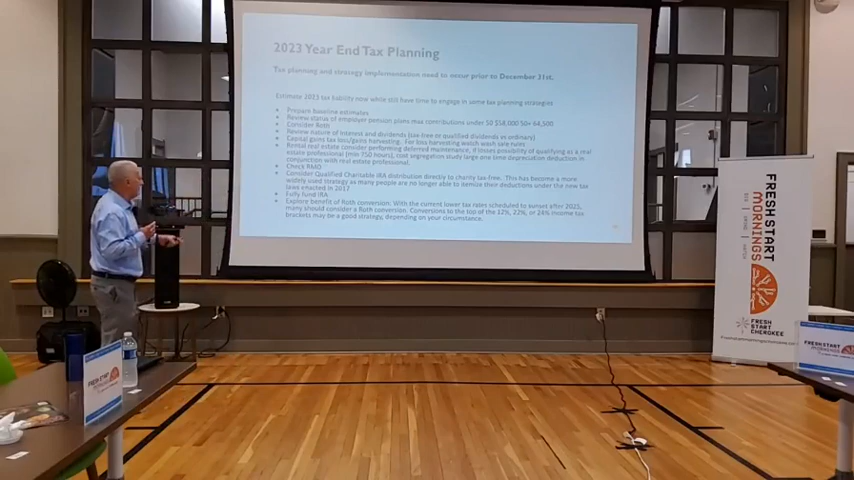 2023 Year End Tax Planning
Tax planning and strategy implementation need to occur prior to December 31st.
Estimate 2023 tax liability now while still have time to engage in some tax planning strategies
Prepare baseline estimates
Review status of employer pension plans max contributions under 50 $58,000 50+ 64,500
Consider Roth
Review nature of interest and dividends (tax free or qualified dividends vs ordinary)
Capital gains tax loss/gains harvesting. For loss harvesting watch wash sale rules
Rental real estate consider performing deferred maintenance, if losses possibility of qualifying as a real
estate professional (min 750 hours), cost segregation study large one time depreciation deduction in
conjunction with real estate professional.
Check RMD
Consider Qualified Charitable IRA distribution directly to charity tax-free. This has become a more
widely used strategy as many people are no longer able to itemize their deductions under the new tax
laws enacted in 2017
Fully fund IRA
Explore benefit of Roth conversion. With the current lower tax rates scheduled to sunset after 2025,
many should consider a Roth conversion. Conversions to the top of the 12%, 22%, or 24% income tax
brackets may be a good strategy, depending on your circumstance.
FRESH START
MORNINGS
FRESH START
CHEROKEE
FRESH START
FRESH START